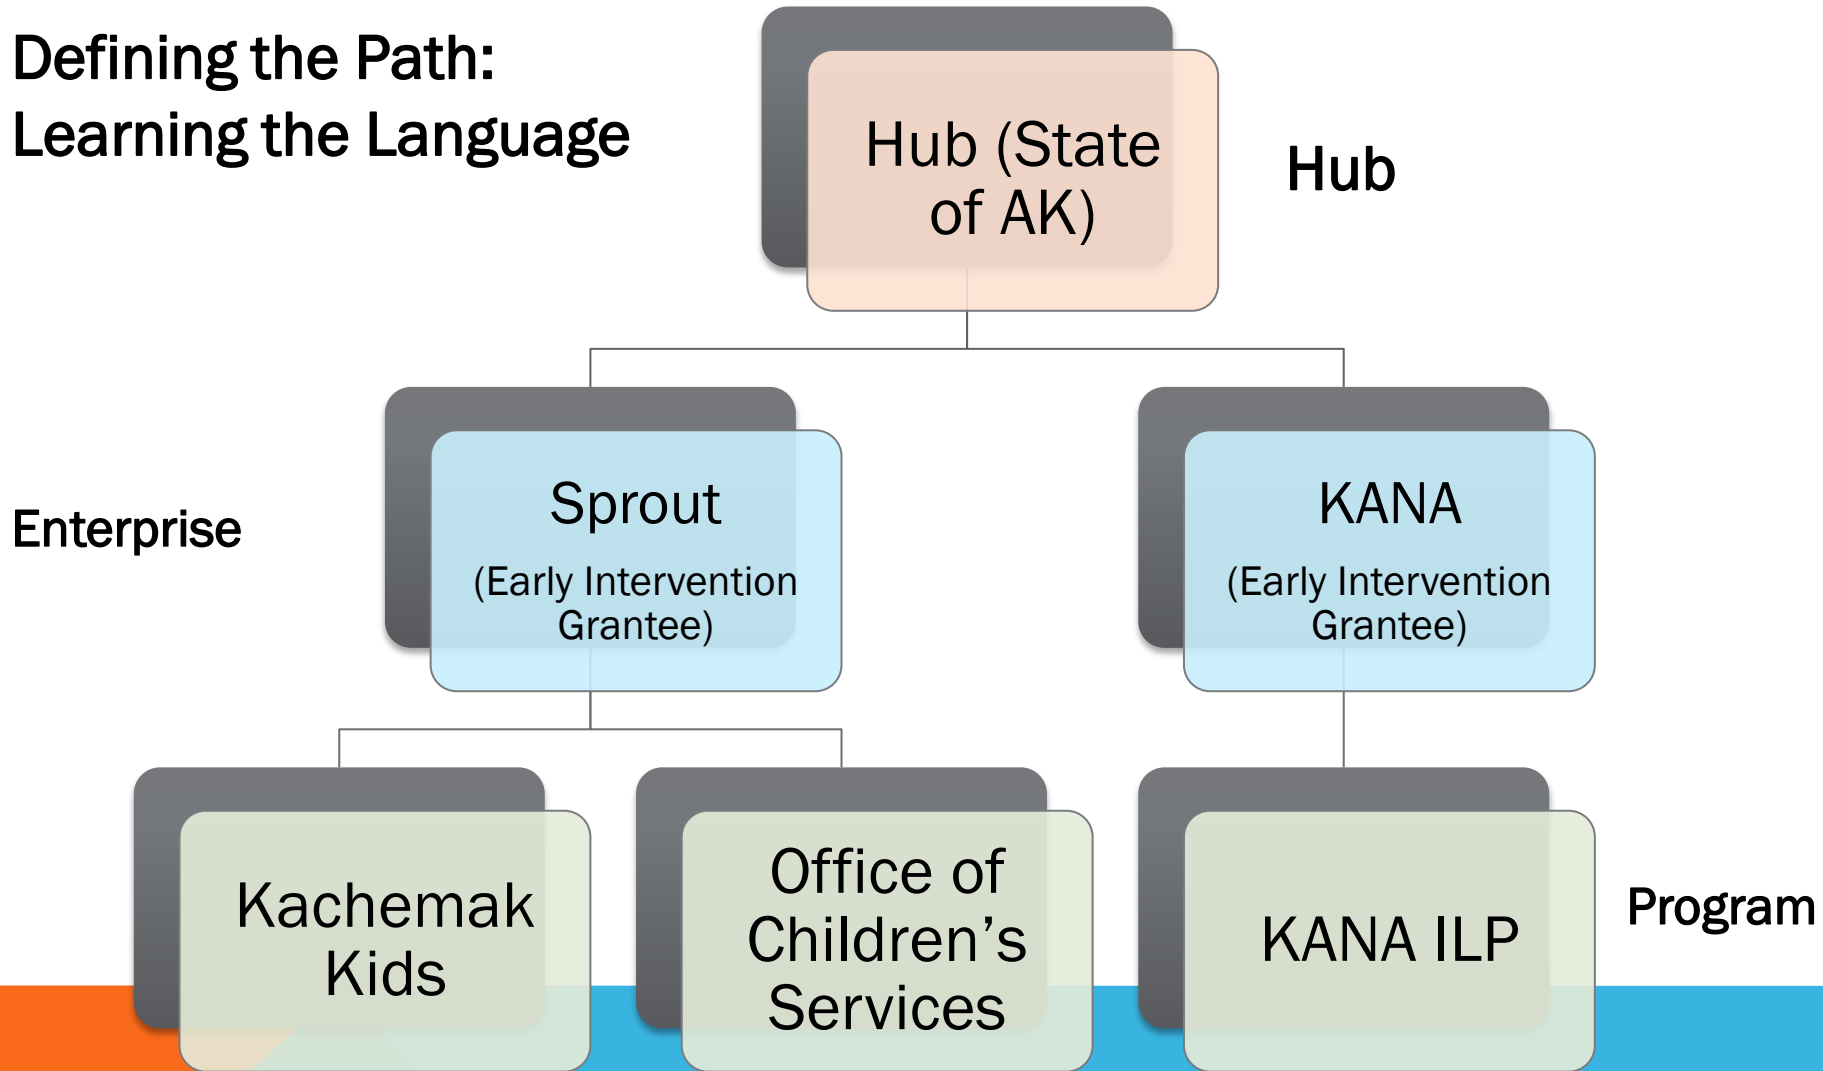 Defining the Path:
Learning the Language
Hub (State
of AK)
Hub
Enterprise
Sprout
(Early Intervention
Grantee)
KANA
(Early Intervention
Grantee)
Kachemak
Kids
Office of
Children’s
Services
KANA ILP
Program